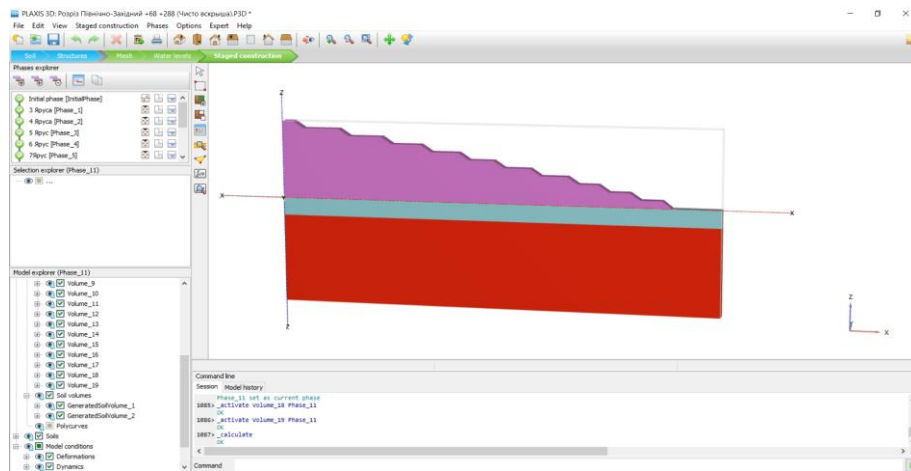 PLAXIS 3D: Розріз Північно-Західний +68 +288 (Чисто вскрыша).P3D *
File Edit View Staged construction Phases Options Expert Help
Soil Structures Mesh Water levels Staged construction
Phases explorer
Initial phase [InitialPhase]
3 Яруса [Phase_1]
4 Яруса [Phase_2]
5 Ярус [Phase_3]
6 Ярус [Phase_4]
7Ярус [Phase_5]
Selection explorer (Phase_11)
...
Model explorer (Phase_11)
Volume_9
Volume_10
Volume_11
Volume_12
Volume_13
Volume_14
Volume_15
Volume_16
Volume_17
Volume_18
Volume_19
Soil volumes
GeneratedSoilVolume_1
GeneratedSoilVolume_2
Polycurves
Soils
Model conditions
Deformations
Dynamics
z
x
x
z
z
x
Command line
Session Model history
Phase_11 set as current phase
1085> _activate Volume_18 Phase_11
OK
1086> _activate Volume_19 Phase_11
OK
1087> _calculate
OK
Command